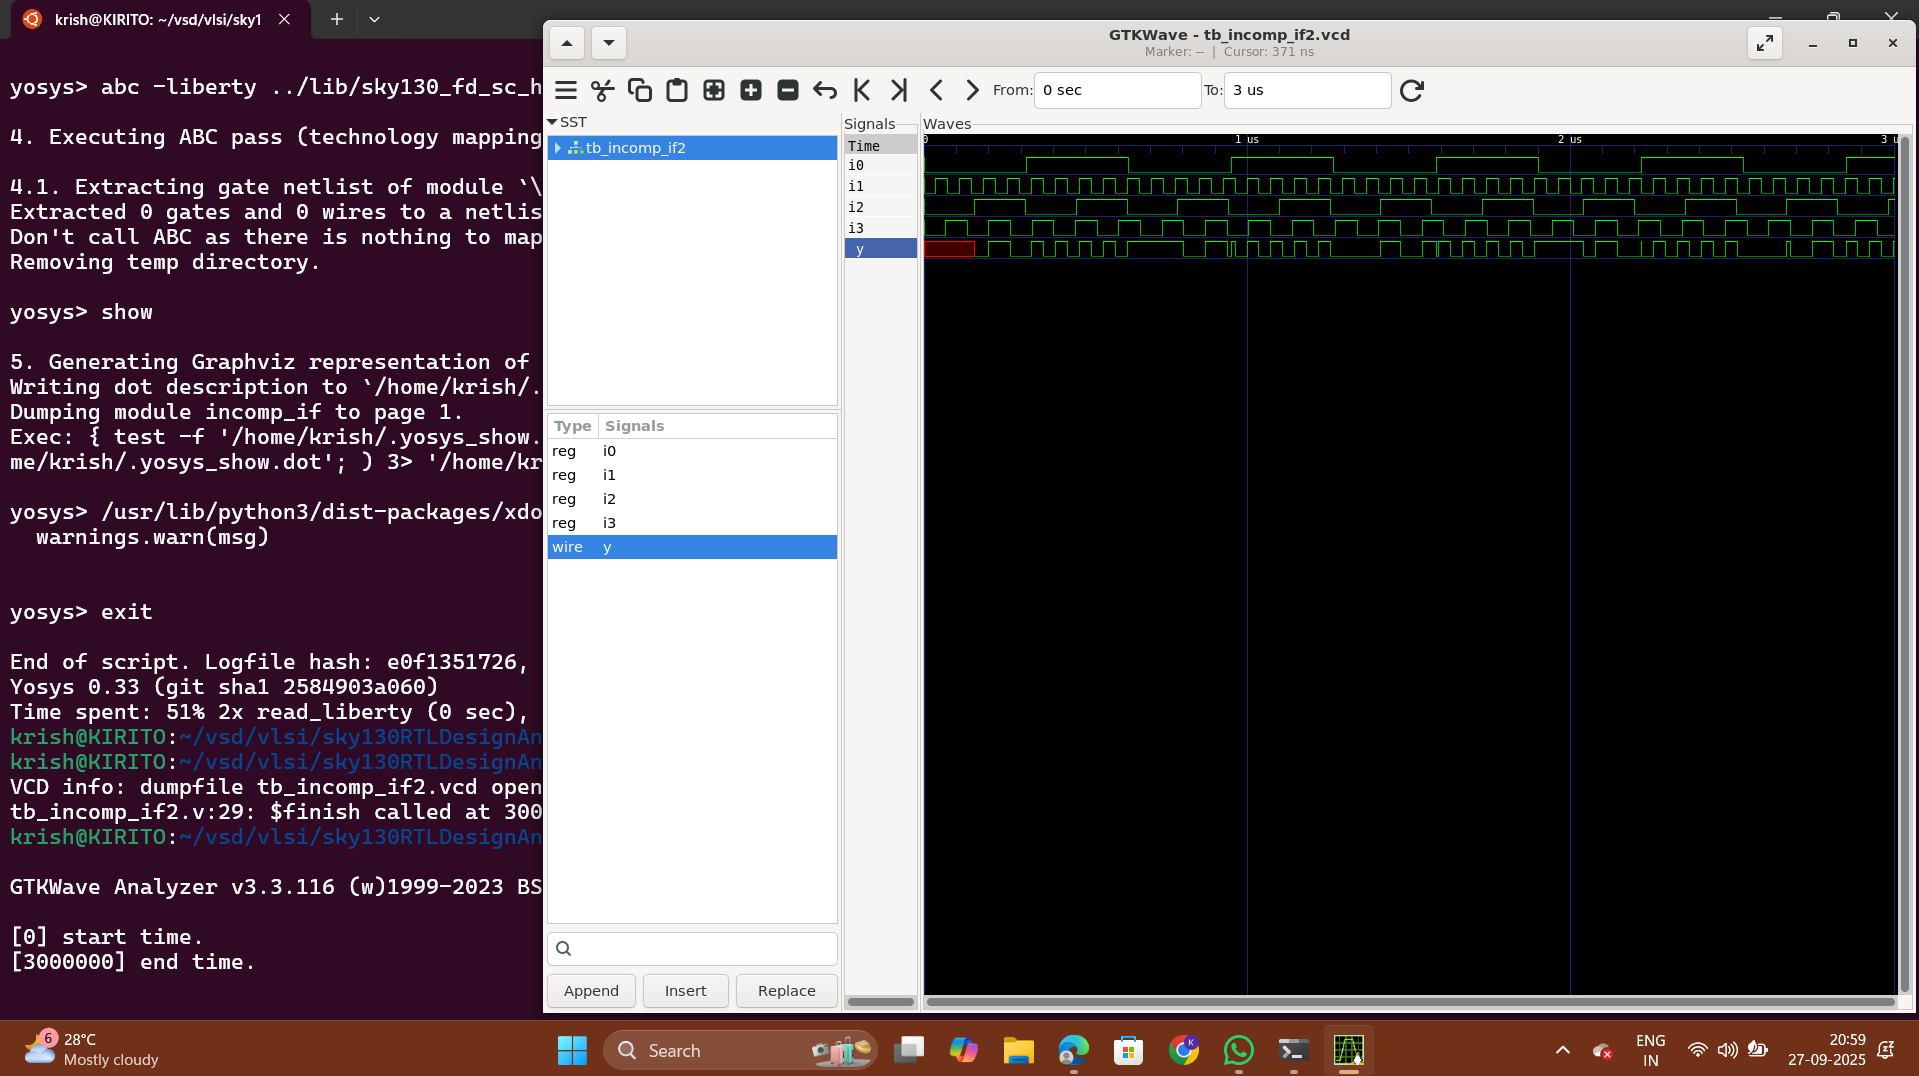 krish@KIRITO: ~/vsd/vlsi/sky1
yosys> abc -liberty ../lib/sky130_fd_sc_h
4. Executing ABC pass (technology mapping
4.1. Extracting gate netlist of module `\
Extracted 0 gates and 0 wires to a netlis
Don't call ABC as there is nothing to map
Removing temp directory.
yosys> show
5. Generating Graphviz representation of
Writing dot description to `/home/krish/.
Dumping module incomp_if to page 1.
Exec: { test -f '/home/krish/.yosys_show.
me/krish/.yosys_show.dot'; ) 3> '/home/kr
yosys> /usr/lib/python3/dist-packages/xdo
warnings.warn(msg)
yosys> exit
End of script. Logfile hash: e0f1351726,
Yosys 0.33 (git sha1 2584903a060)
Time spent: 51% 2x read_liberty (0 sec),
krish@KIRITO:~/vsd/vlsi/sky130RTLDesignAn
krish@KIRITO:~/vsd/vlsi/sky130RTLDesignAn
VCD info: dumpfile tb_incomp_if2.vcd open
tb_incomp_if2.v:29: $finish called at 300
krish@KIRITO:~/vsd/vlsi/sky130RTLDesignAn
GTKWave Analyzer v3.3.116 (w)1999-2023 BS
[0] start time.
[3000000] end time.
GTKWave - tb_incomp_if2.vcd
Marker: -- | Cursor: 371 ns
From: 0 sec To: 3 us
SST
tb_incomp_if2
Type Signals
reg i0
reg i1
reg i2
reg i3
wire y
Append Insert Replace
Signals
Time
i0
i1
i2
i3
y
Waves
0 1 us 2 us 3 u
6
28°C
Mostly cloudy
Search
K
ENG
IN
20:59
27-09-2025